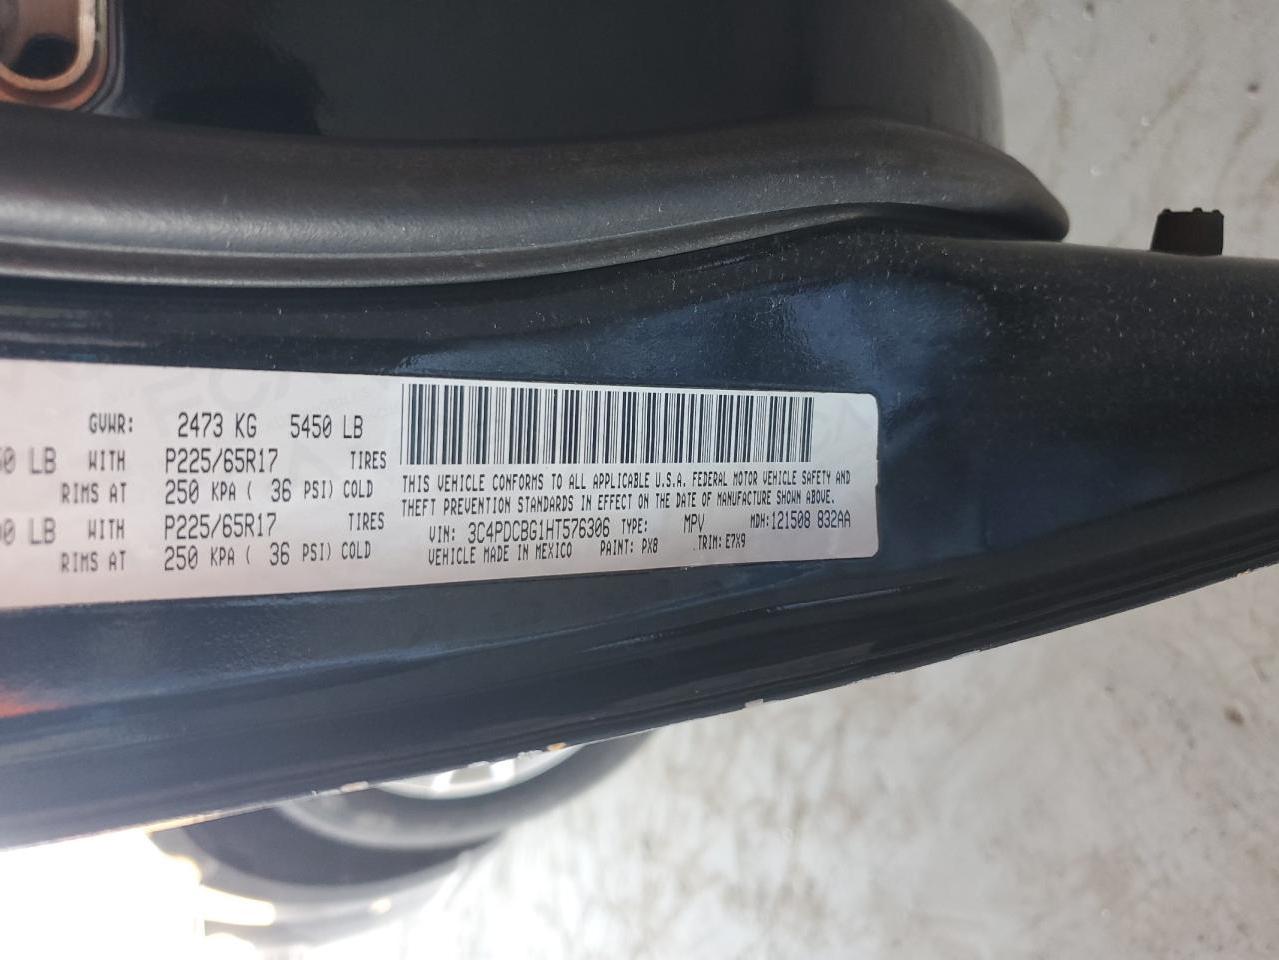 GVWR: 2473 KG 5450 LB
0 LB WITH P225/65R17 TIRES
RIMS AT 250 KPA ( 36 PSI) COLD
00 LB WITH P225/65R17 TIRES
RIMS AT 250 KPA ( 36 PSI) COLD
THIS VEHICLE CONFORMS TO ALL APPLICABLE U.S.A. FEDERAL MOTOR VEHICLE SAFETY AND
THEFT PREVENTION STANDARDS IN EFFECT ON THE DATE OF MANUFACTURE SHOWN ABOVE.
VIN: 3C4PDCBG1HT576306 TYPE: MPV MDH: 121508 832AA
VEHICLE MADE IN MEXICO PAINT: PX8 TRIM: E7X9